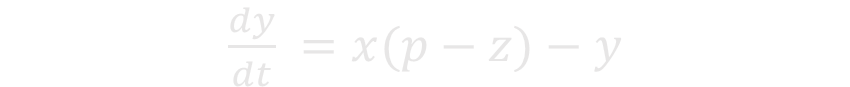 dy/dt = x(p − z) − y